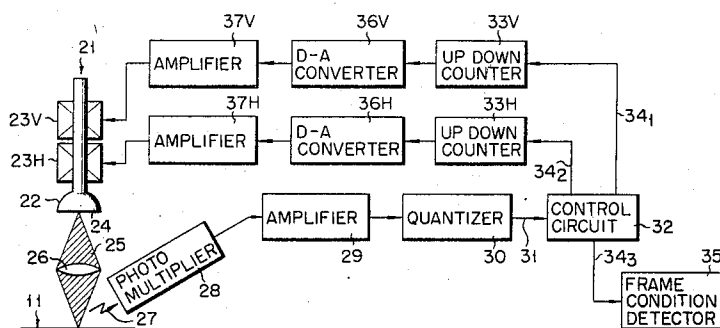 21
37V
AMPLIFIER
36V
D-A
CONVERTER
33V
UP DOWN
COUNTER
23V
37H
AMPLIFIER
36H
D-A
CONVERTER
33H
UP DOWN
COUNTER
34₁
23H
34₂
22
24
25
AMPLIFIER
29
QUANTIZER
30
31
CONTROL
CIRCUIT
32
26
PHOTO
MULTIPLIER
28
27
11
34₃
35
FRAME
CONDITION
DETECTOR